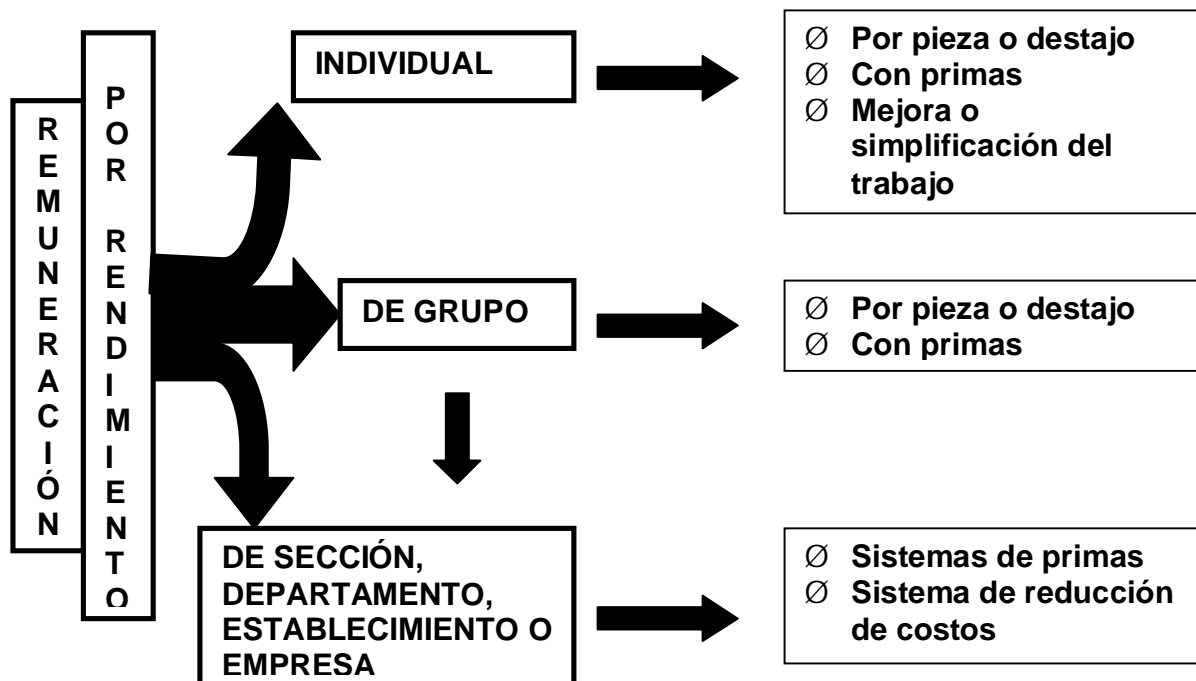 REMUNERACIÓN
POR RENDIMIENTO
INDIVIDUAL
Ø Por pieza o destajo
Ø Con primas
Ø Mejora o
simplificación del
trabajo
DE GRUPO
Ø Por pieza o destajo
Ø Con primas
DE SECCIÓN,
DEPARTAMENTO,
ESTABLECIMIENTO O
EMPRESA
Ø Sistemas de primas
Ø Sistema de reducción
de costos